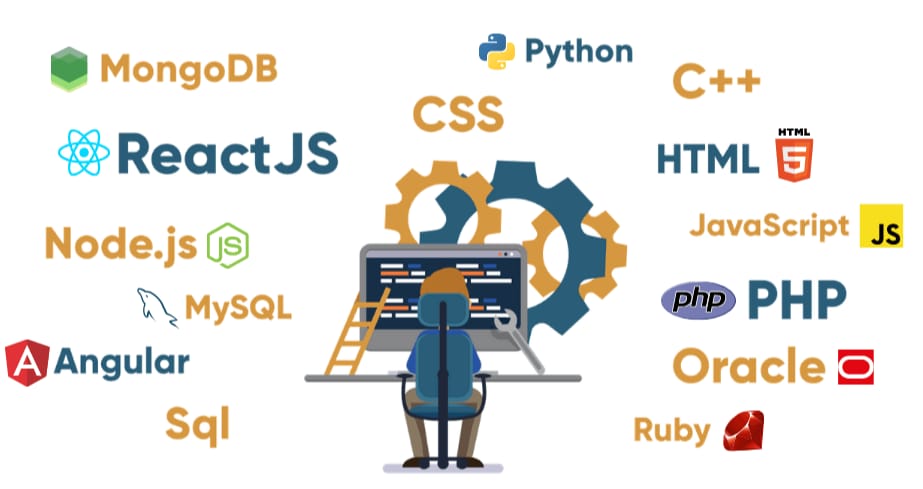 Python
MongoDB
C++
CSS
HTML
ReactJS
HTML
5
JavaScript
JS
Node.js
JS
php
PHP
MySQL
Angular
A
Oracle
Sql
Ruby